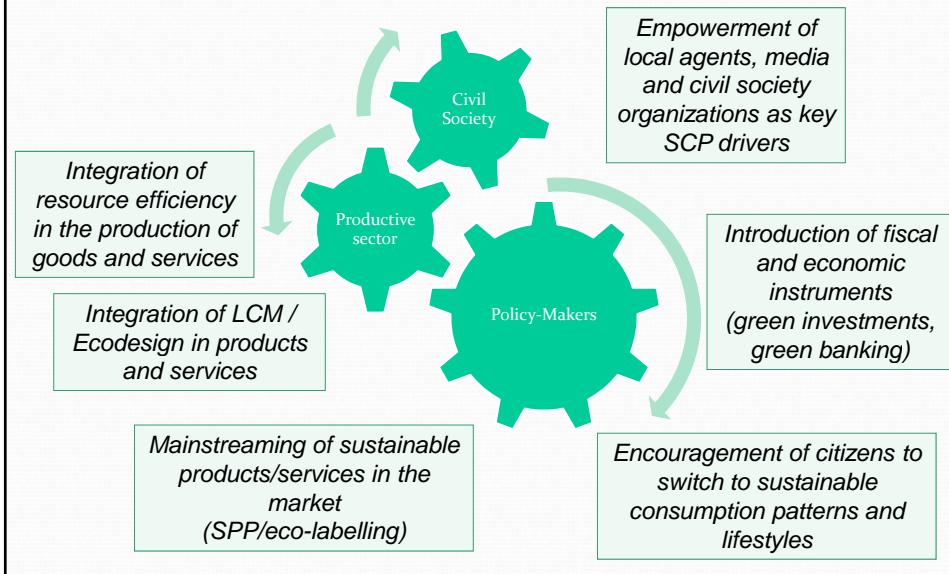 Empowerment of
local agents, media
and civil society
organizations as key
SCP drivers
Civil
Society
Integration of
resource efficiency
in the production of
goods and services
Productive
sector
Introduction of fiscal
and economic
instruments
(green investments,
green banking)
Policy-Makers
Integration of LCM /
Ecodesign in products
and services
Mainstreaming of sustainable
products/services in the
market
(SPP/eco-labelling)
Encouragement of citizens to
switch to sustainable
consumption patterns and
lifestyles